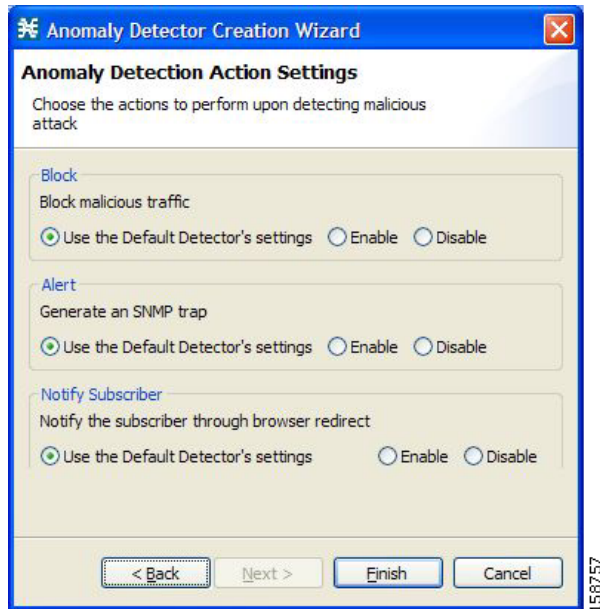 Anomaly Detector Creation Wizard
Anomaly Detection Action Settings
Choose the actions to perform upon detecting malicious
attack
Block
Block malicious traffic
Use the Default Detector's settings Enable Disable
Alert
Generate an SNMP trap
Use the Default Detector's settings Enable Disable
Notify Subscriber
Notify the subscriber through browser redirect
Use the Default Detector's settings Enable Disable
< Back Next > Finish Cancel
58757